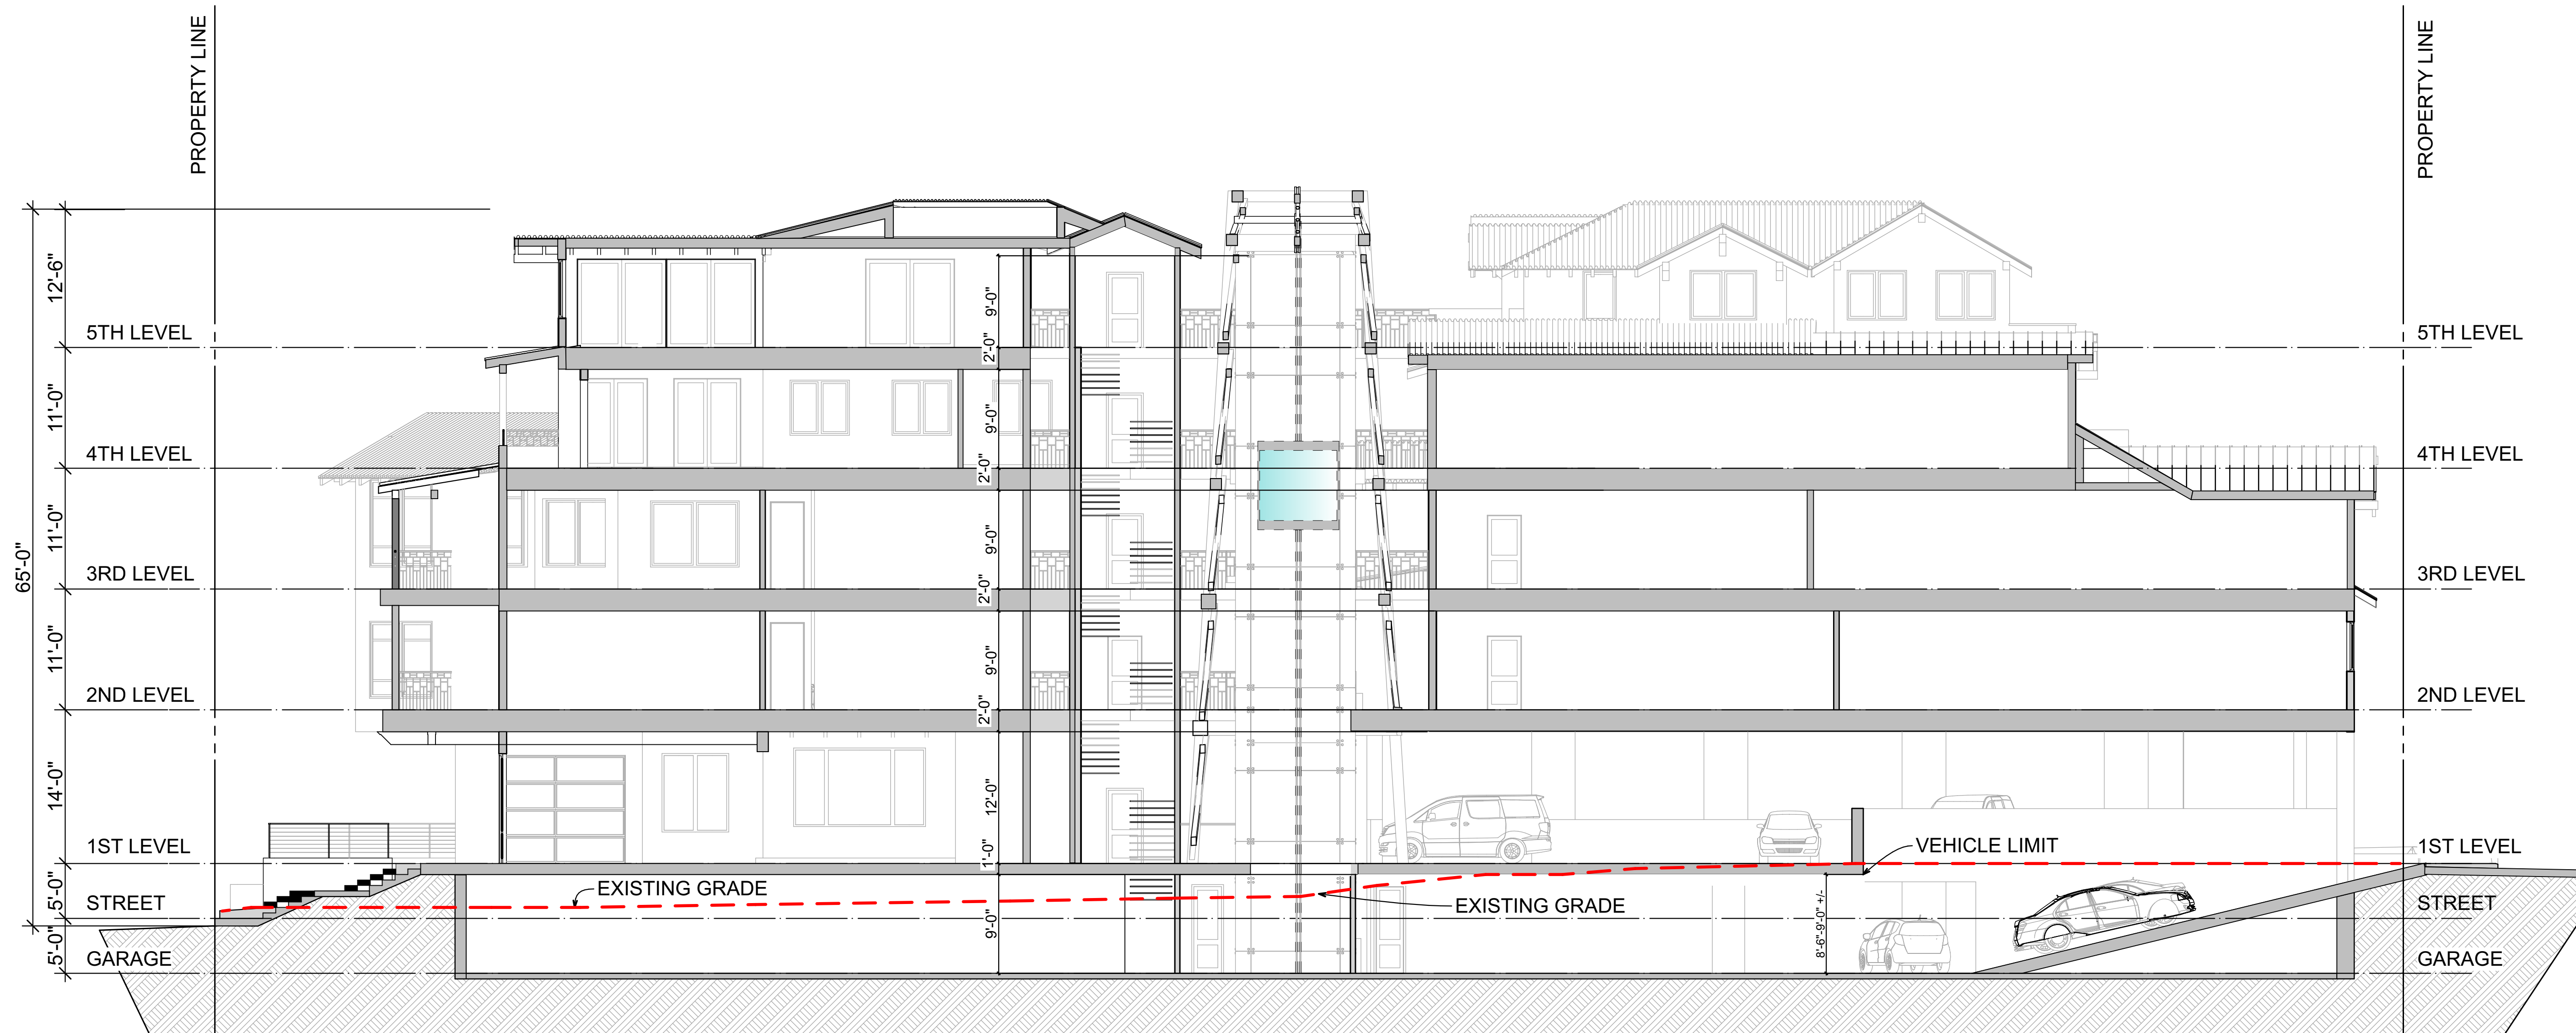 PROPERTY LINE
PROPERTY LINE
65'-0"
12'-6"
11'-0"
11'-0"
11'-0"
14'-0"
5'-0"
5'-0"
5TH LEVEL
4TH LEVEL
3RD LEVEL
2ND LEVEL
1ST LEVEL
STREET
GARAGE
9'-0"
2'-0"
9'-0"
2'-0"
9'-0"
2'-0"
9'-0"
2'-0"
12'-0"
1'-0"
9'-0"
EXISTING GRADE
EXISTING GRADE
VEHICLE LIMIT
8'-6"-9'-0" +/-
5TH LEVEL
4TH LEVEL
3RD LEVEL
2ND LEVEL
1ST LEVEL
STREET
GARAGE